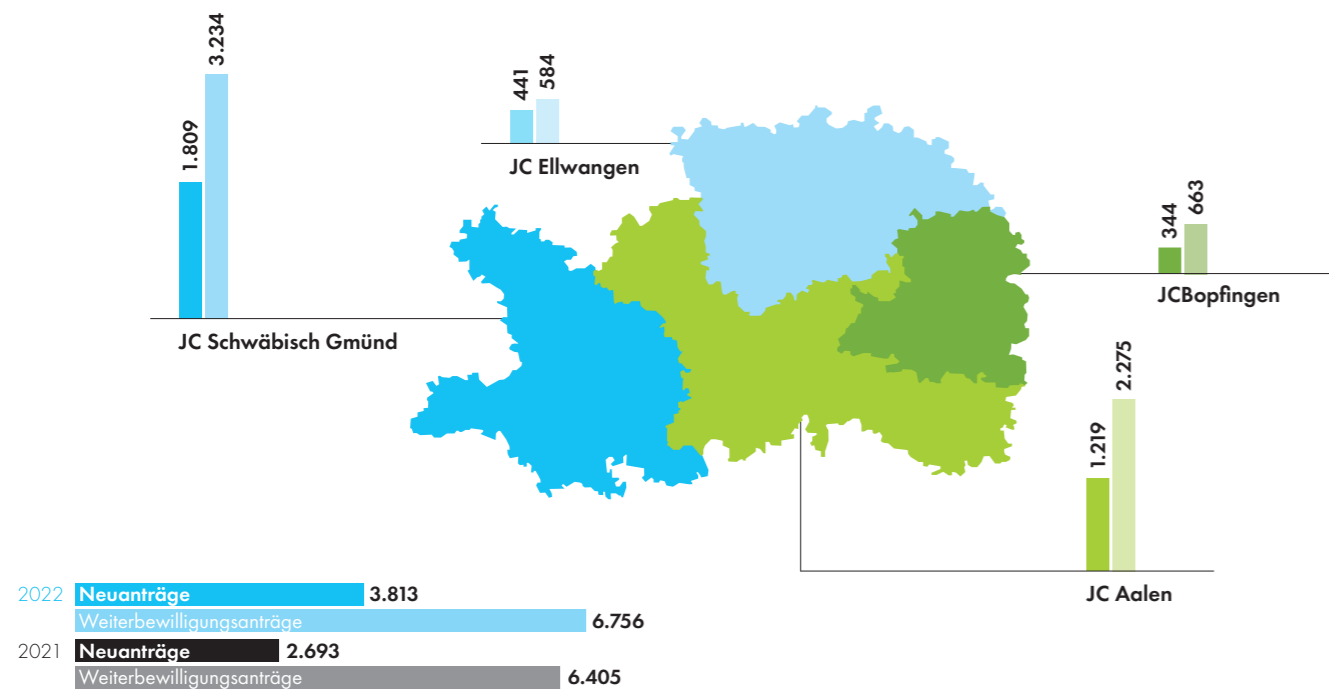 1.809
3.234
JC Schwäbisch Gmünd
441
584
JC Ellwangen
344
663
JCBopfingen
1.219
2.275
JC Aalen
2022 Neuanträge 3.813
Weiterbewilligungsanträge 6.756
2021 Neuanträge 2.693
Weiterbewilligungsanträge 6.405